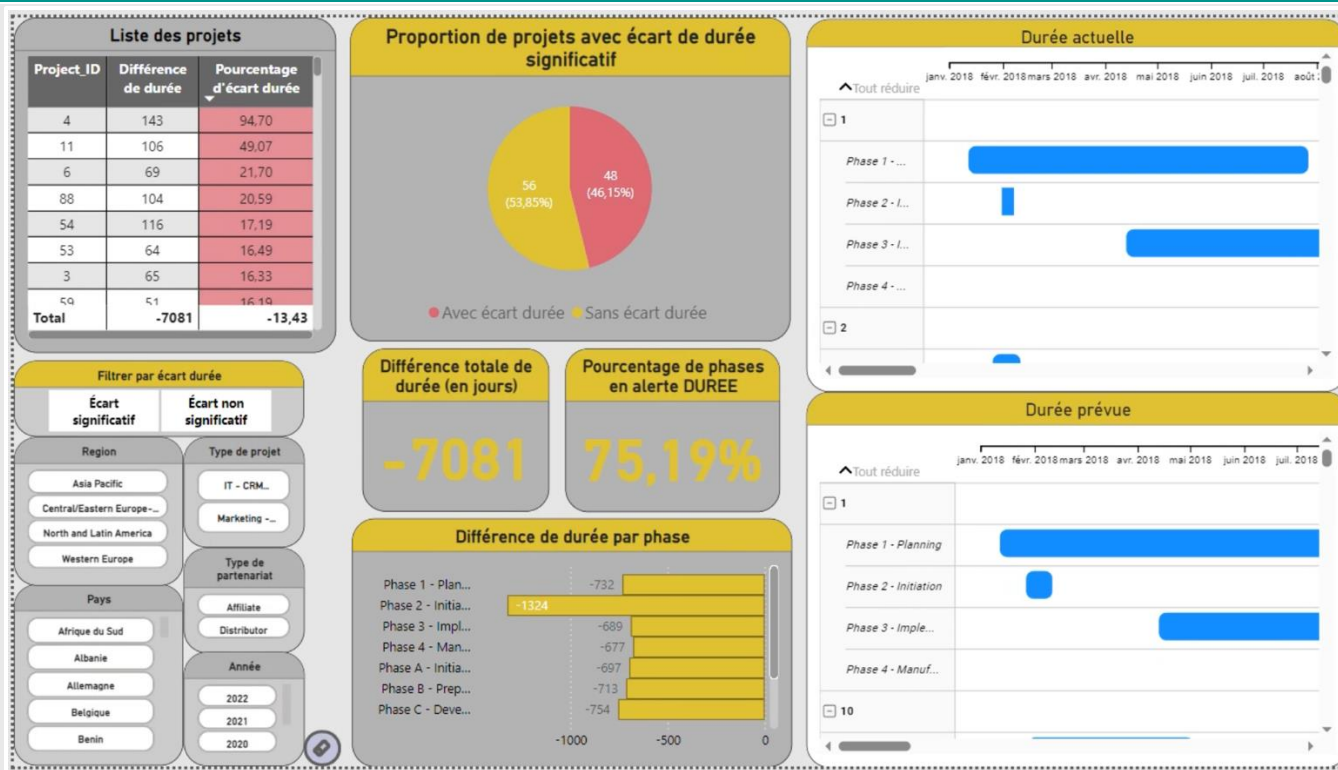 Liste des projets
Project_ID Différence de durée Pourcentage d'écart durée
4 143 94,70
11 106 49,07
6 69 21,70
88 104 20,59
54 116 17,19
53 64 16,49
3 65 16,33
59 51 16,19
Total -7081 -13,43
Filtrer par écart durée
Écart significatif
Écart non significatif
Region
Asia Pacific
Central/Eastern Europe-...
North and Latin America
Western Europe
Type de projet
IT - CRM...
Marketing -...
Type de partenariat
Affiliate
Distributor
Pays
Afrique du Sud
Albanie
Allemagne
Belgique
Benin
Année
2022
2021
2020
Proportion de projets avec écart de durée
significatif
56
(53,85%)
48
(46,15%)
Avec écart durée Sans écart durée
Différence totale de
durée (en jours)
-7081
Pourcentage de phases
en alerte DUREE
75,19%
Différence de durée par phase
Phase 1 - Plan... -732
Phase 2 - Initia... -1324
Phase 3 - Impl... -689
Phase 4 - Man... -677
Phase A - Initia... -697
Phase B - Prep... -713
Phase C - Deve... -754
-1000 -500 0
Durée actuelle
janv. 2018 févr. 2018 mars 2018 avr. 2018 mai 2018 juin 2018 juil. 2018 août
Tout réduire
1
Phase 1 - ...
Phase 2 - I...
Phase 3 - I...
Phase 4 - ...
2
Durée prévue
janv. 2018 févr. 2018 mars 2018 avr. 2018 mai 2018 juin 2018 juil. 2018
Tout réduire
1
Phase 1 - Planning
Phase 2 - Initiation
Phase 3 - Imple...
Phase 4 - Manuf...
10